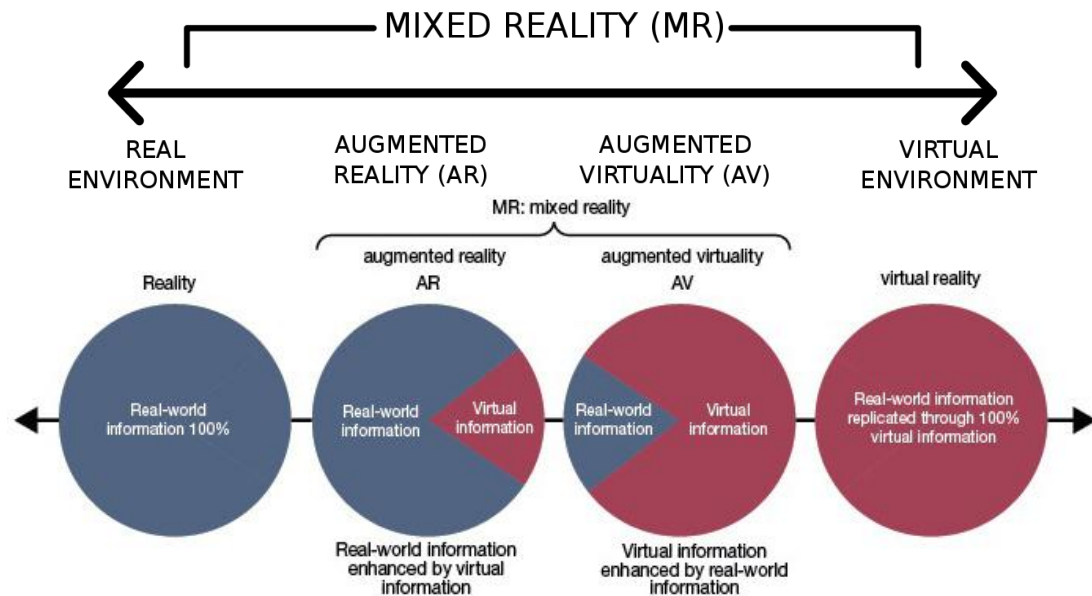 MIXED REALITY (MR)
REAL
ENVIRONMENT
AUGMENTED
REALITY (AR)
AUGMENTED
VIRTUALITY (AV)
VIRTUAL
ENVIRONMENT
MR: mixed reality
Reality
augmented reality
AR
augmented virtuality
AV
virtual reality
Real-world
information 100%
Real-world
information
Virtual
information
Real-world
information
Virtual
information
Real-world information
replicated through 100%
virtual information
Real-world information
enhanced by virtual
information
Virtual information
enhanced by real-world
information